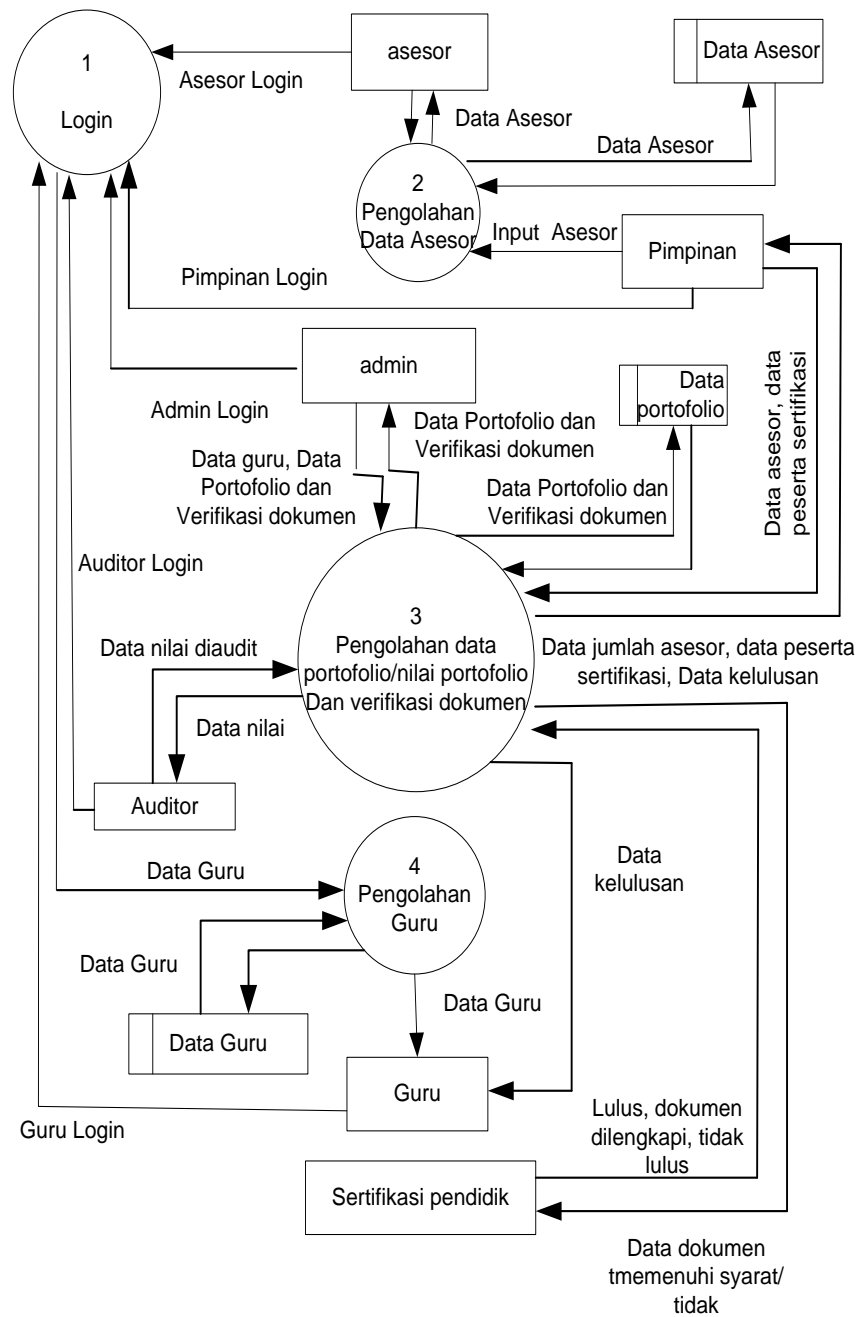 1
Login
asesor
Data Asesor
Asesor Login
Data Asesor
Data Asesor
2
Pengolahan
Data Asesor
Input Asesor
Pimpinan
Pimpinan Login
admin
Data
portofolio
Data asesor, data
peserta sertifikasi
Admin Login
Data Portofolio dan
Verifikasi dokumen
Data guru, Data
Portofolio dan
Verifikasi dokumen
Data Portofolio dan
Verifikasi dokumen
Auditor Login
3
Pengolahan data
portofolio/nilai portofolio
Dan verifikasi dokumen
Data nilai diaudit
Data jumlah asesor, data peserta
sertifikasi, Data kelulusan
Data nilai
Auditor
Data Guru
4
Pengolahan
Guru
Data
kelulusan
Data Guru
Data Guru
Data Guru
Guru
Guru Login
Lulus, dokumen
dilengkapi, tidak
lulus
Sertifikasi pendidik
Data dokumen
tmemenuhi syarat/
tidak